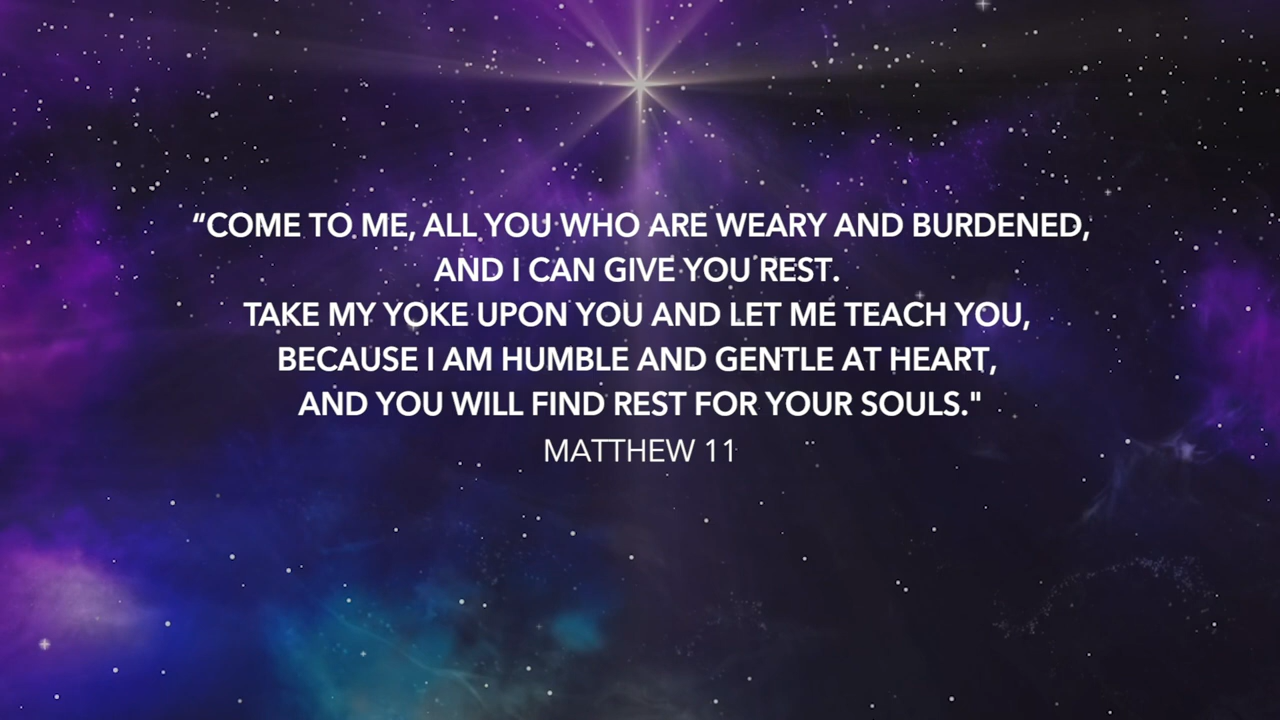 “COME TO ME, ALL YOU WHO ARE WEARY AND BURDENED,
AND I CAN GIVE YOU REST.
TAKE MY YOKE UPON YOU AND LET ME TEACH YOU,
BECAUSE I AM HUMBLE AND GENTLE AT HEART,
AND YOU WILL FIND REST FOR YOUR SOULS."
MATTHEW 11